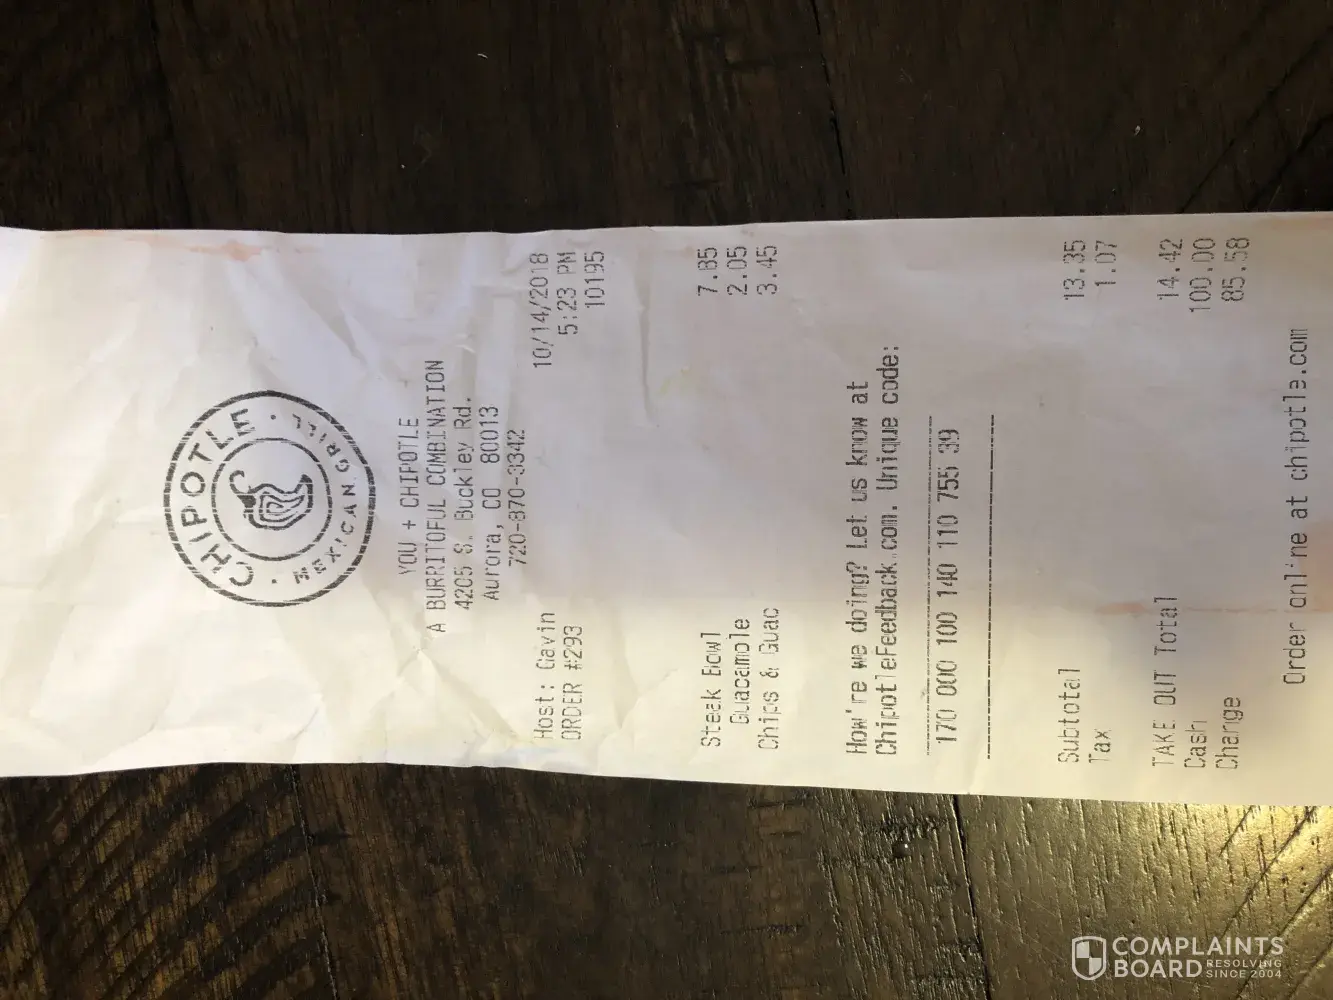 CHIPOTLE
MEXICAN GRILL
YOU + CHIPOTLE
A BURRITOFUL COMBINATION
4205 S. Buckley Rd.
Aurora, CO 80013
720-870-3342
Host: Gavin 10/14/2018
ORDER #293 5:23 PM
10195
Steak Bowl 7.85
Guacamole 2.05
Chips & Guac 3.45
How're we doing? Let us know at
ChipotleFeedback.com. Unique code:
170 000 100 140 110 755 39
Subtotal 13.35
Tax 1.07
TAKE OUT Total 14.42
Cash 100.00
Change 85.58
Order online at chipotle.com
COMPLAINTS
BOARD RESOLVING
SINCE 2004